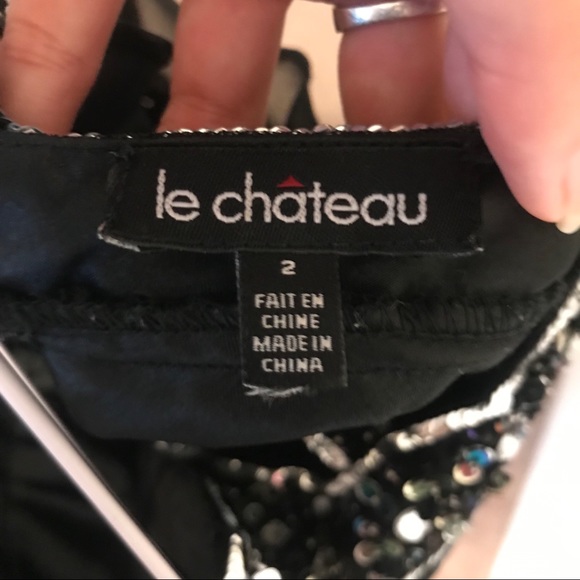 le château
2
FAIT EN
CHINE
MADE IN
CHINA